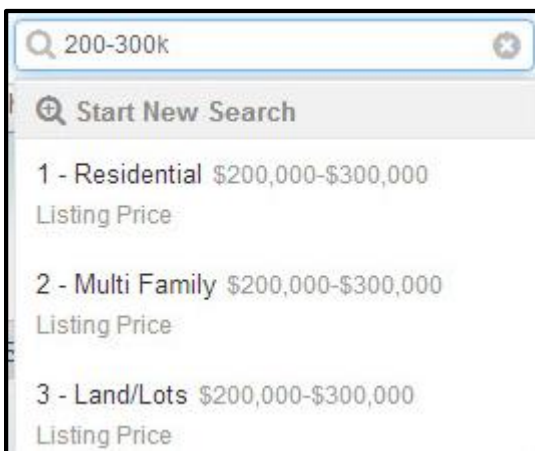 200-300k
Start New Search
1 - Residential $200,000-$300,000
Listing Price
2 - Multi Family $200,000-$300,000
Listing Price
3 - Land/Lots $200,000-$300,000
Listing Price